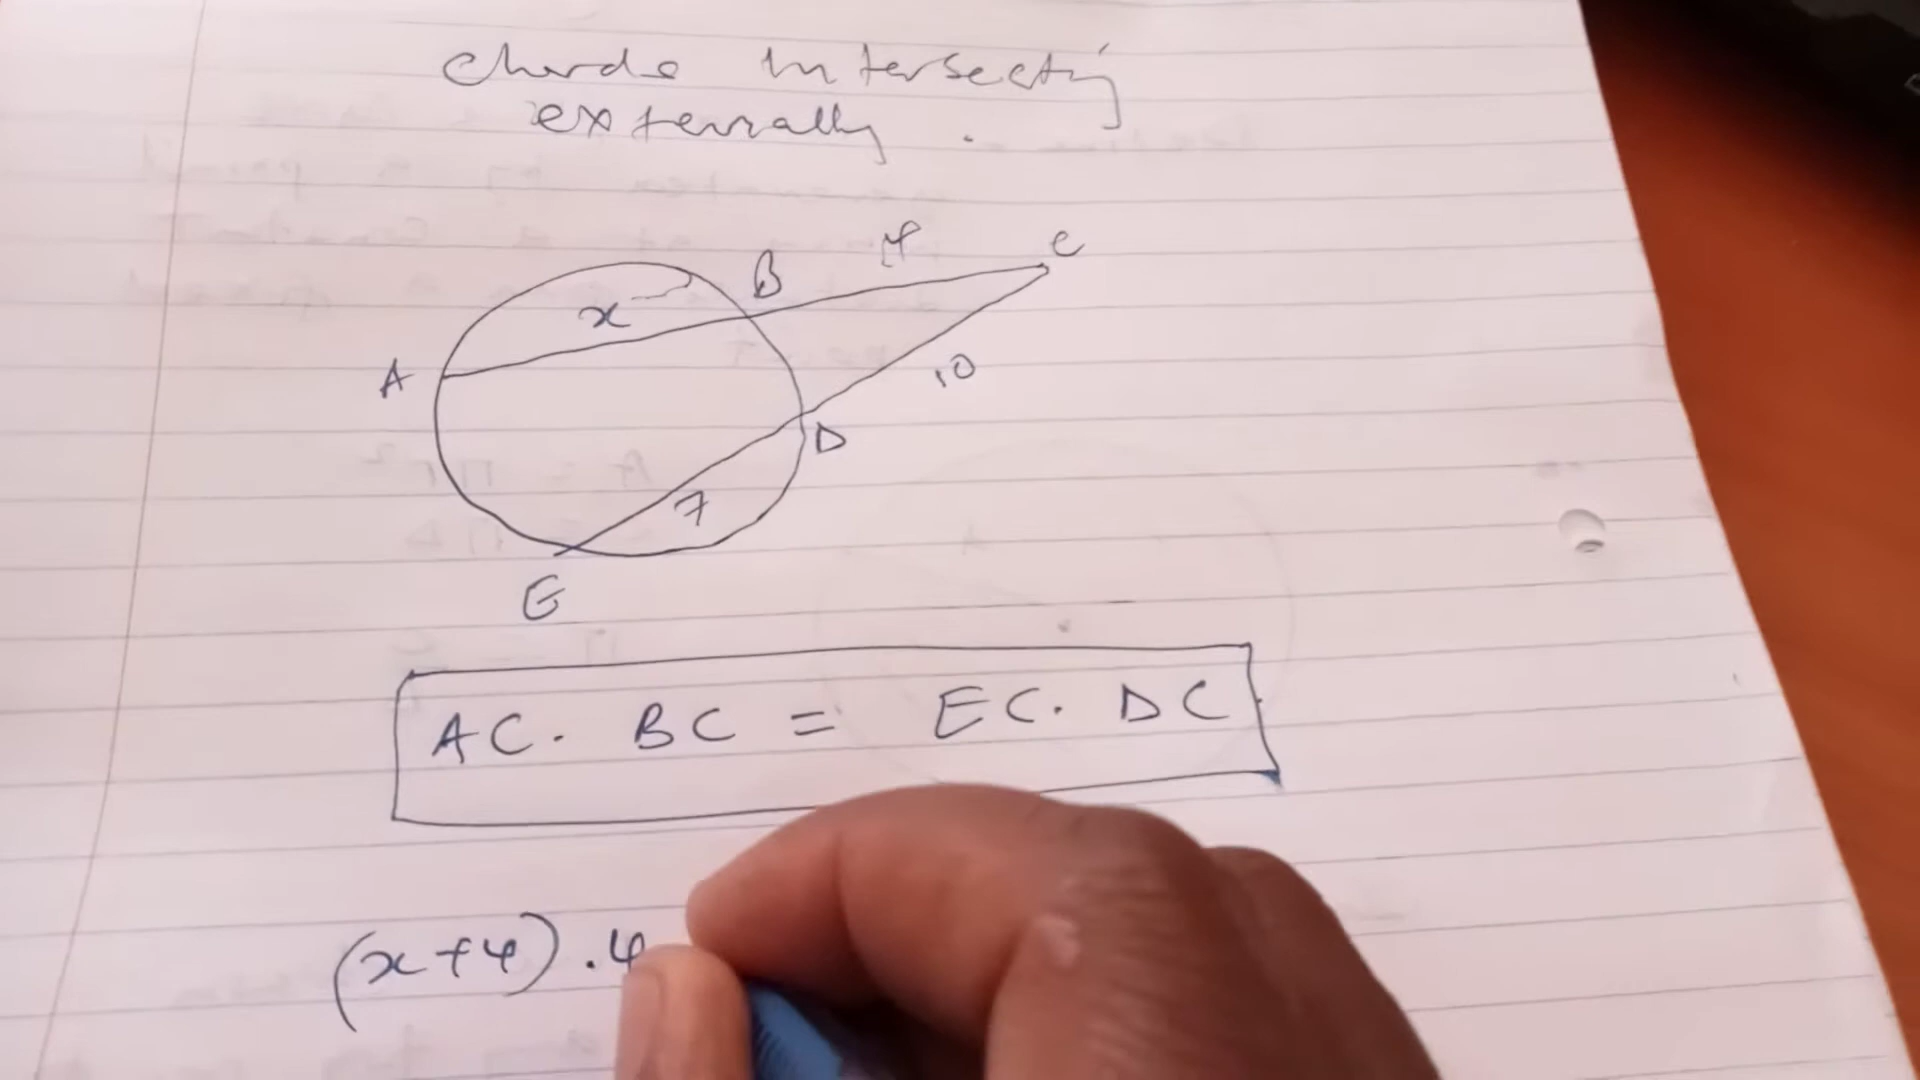 chords intersecting
externally.
4
C
B
x
A
10
D
7
E
AC. BC = EC. DC
(x+4).4